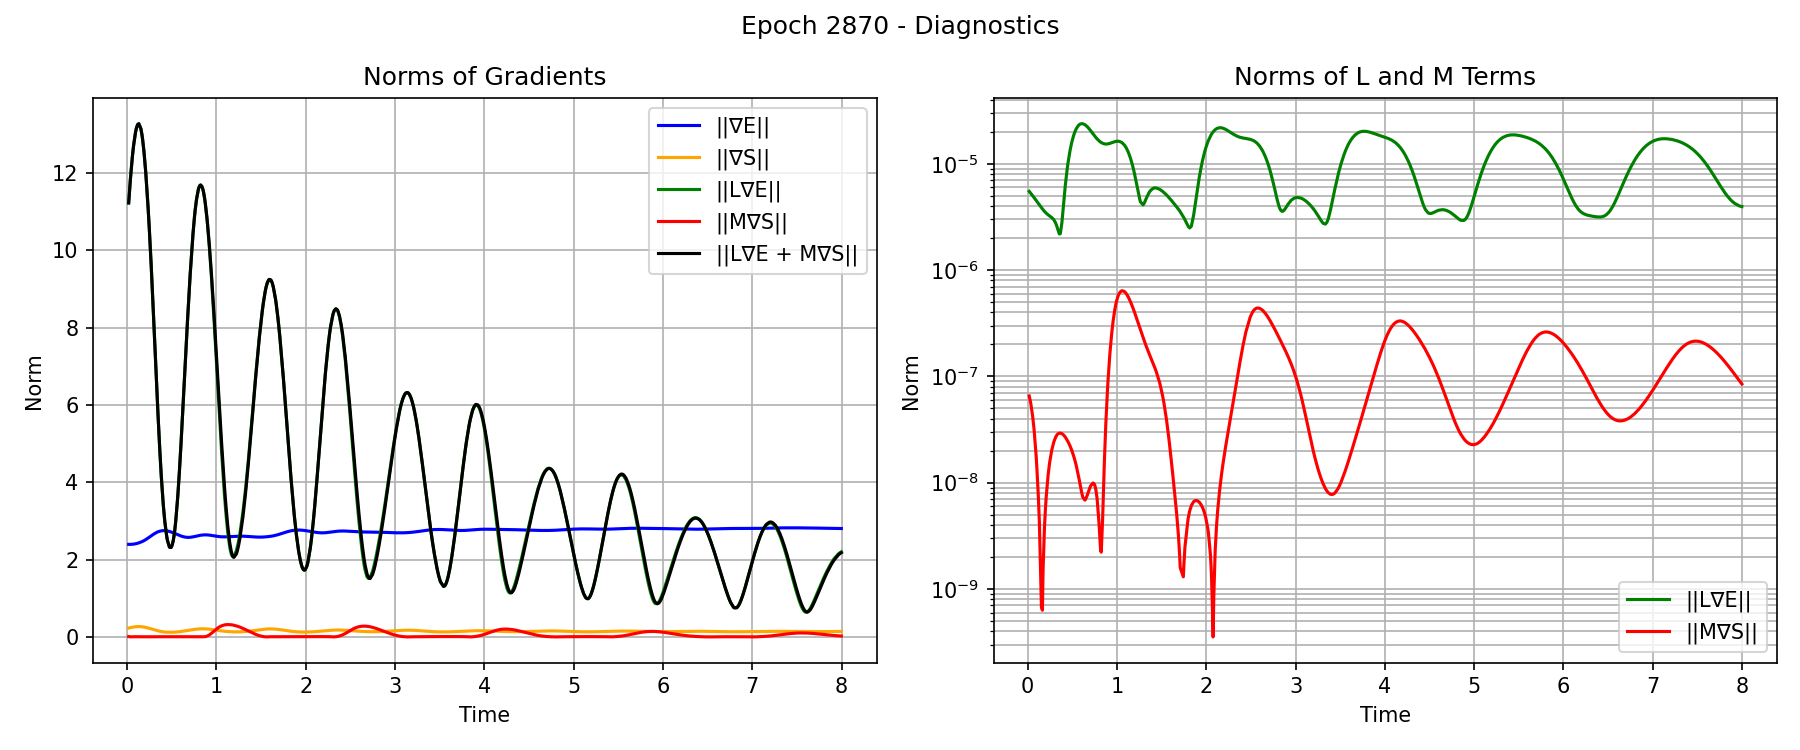 Epoch 2870 - Diagnostics
Norms of Gradients
Norm
12
10
8
6
4
2
0
0 1 2 3 4 5 6 7 8
Time
||∇E||
||∇S||
||L∇E||
||M∇S||
||L∇E + M∇S||
Norms of L and M Terms
Norm
10⁻⁵
10⁻⁶
10⁻⁷
10⁻⁸
10⁻⁹
0 1 2 3 4 5 6 7 8
Time
||L∇E||
||M∇S||